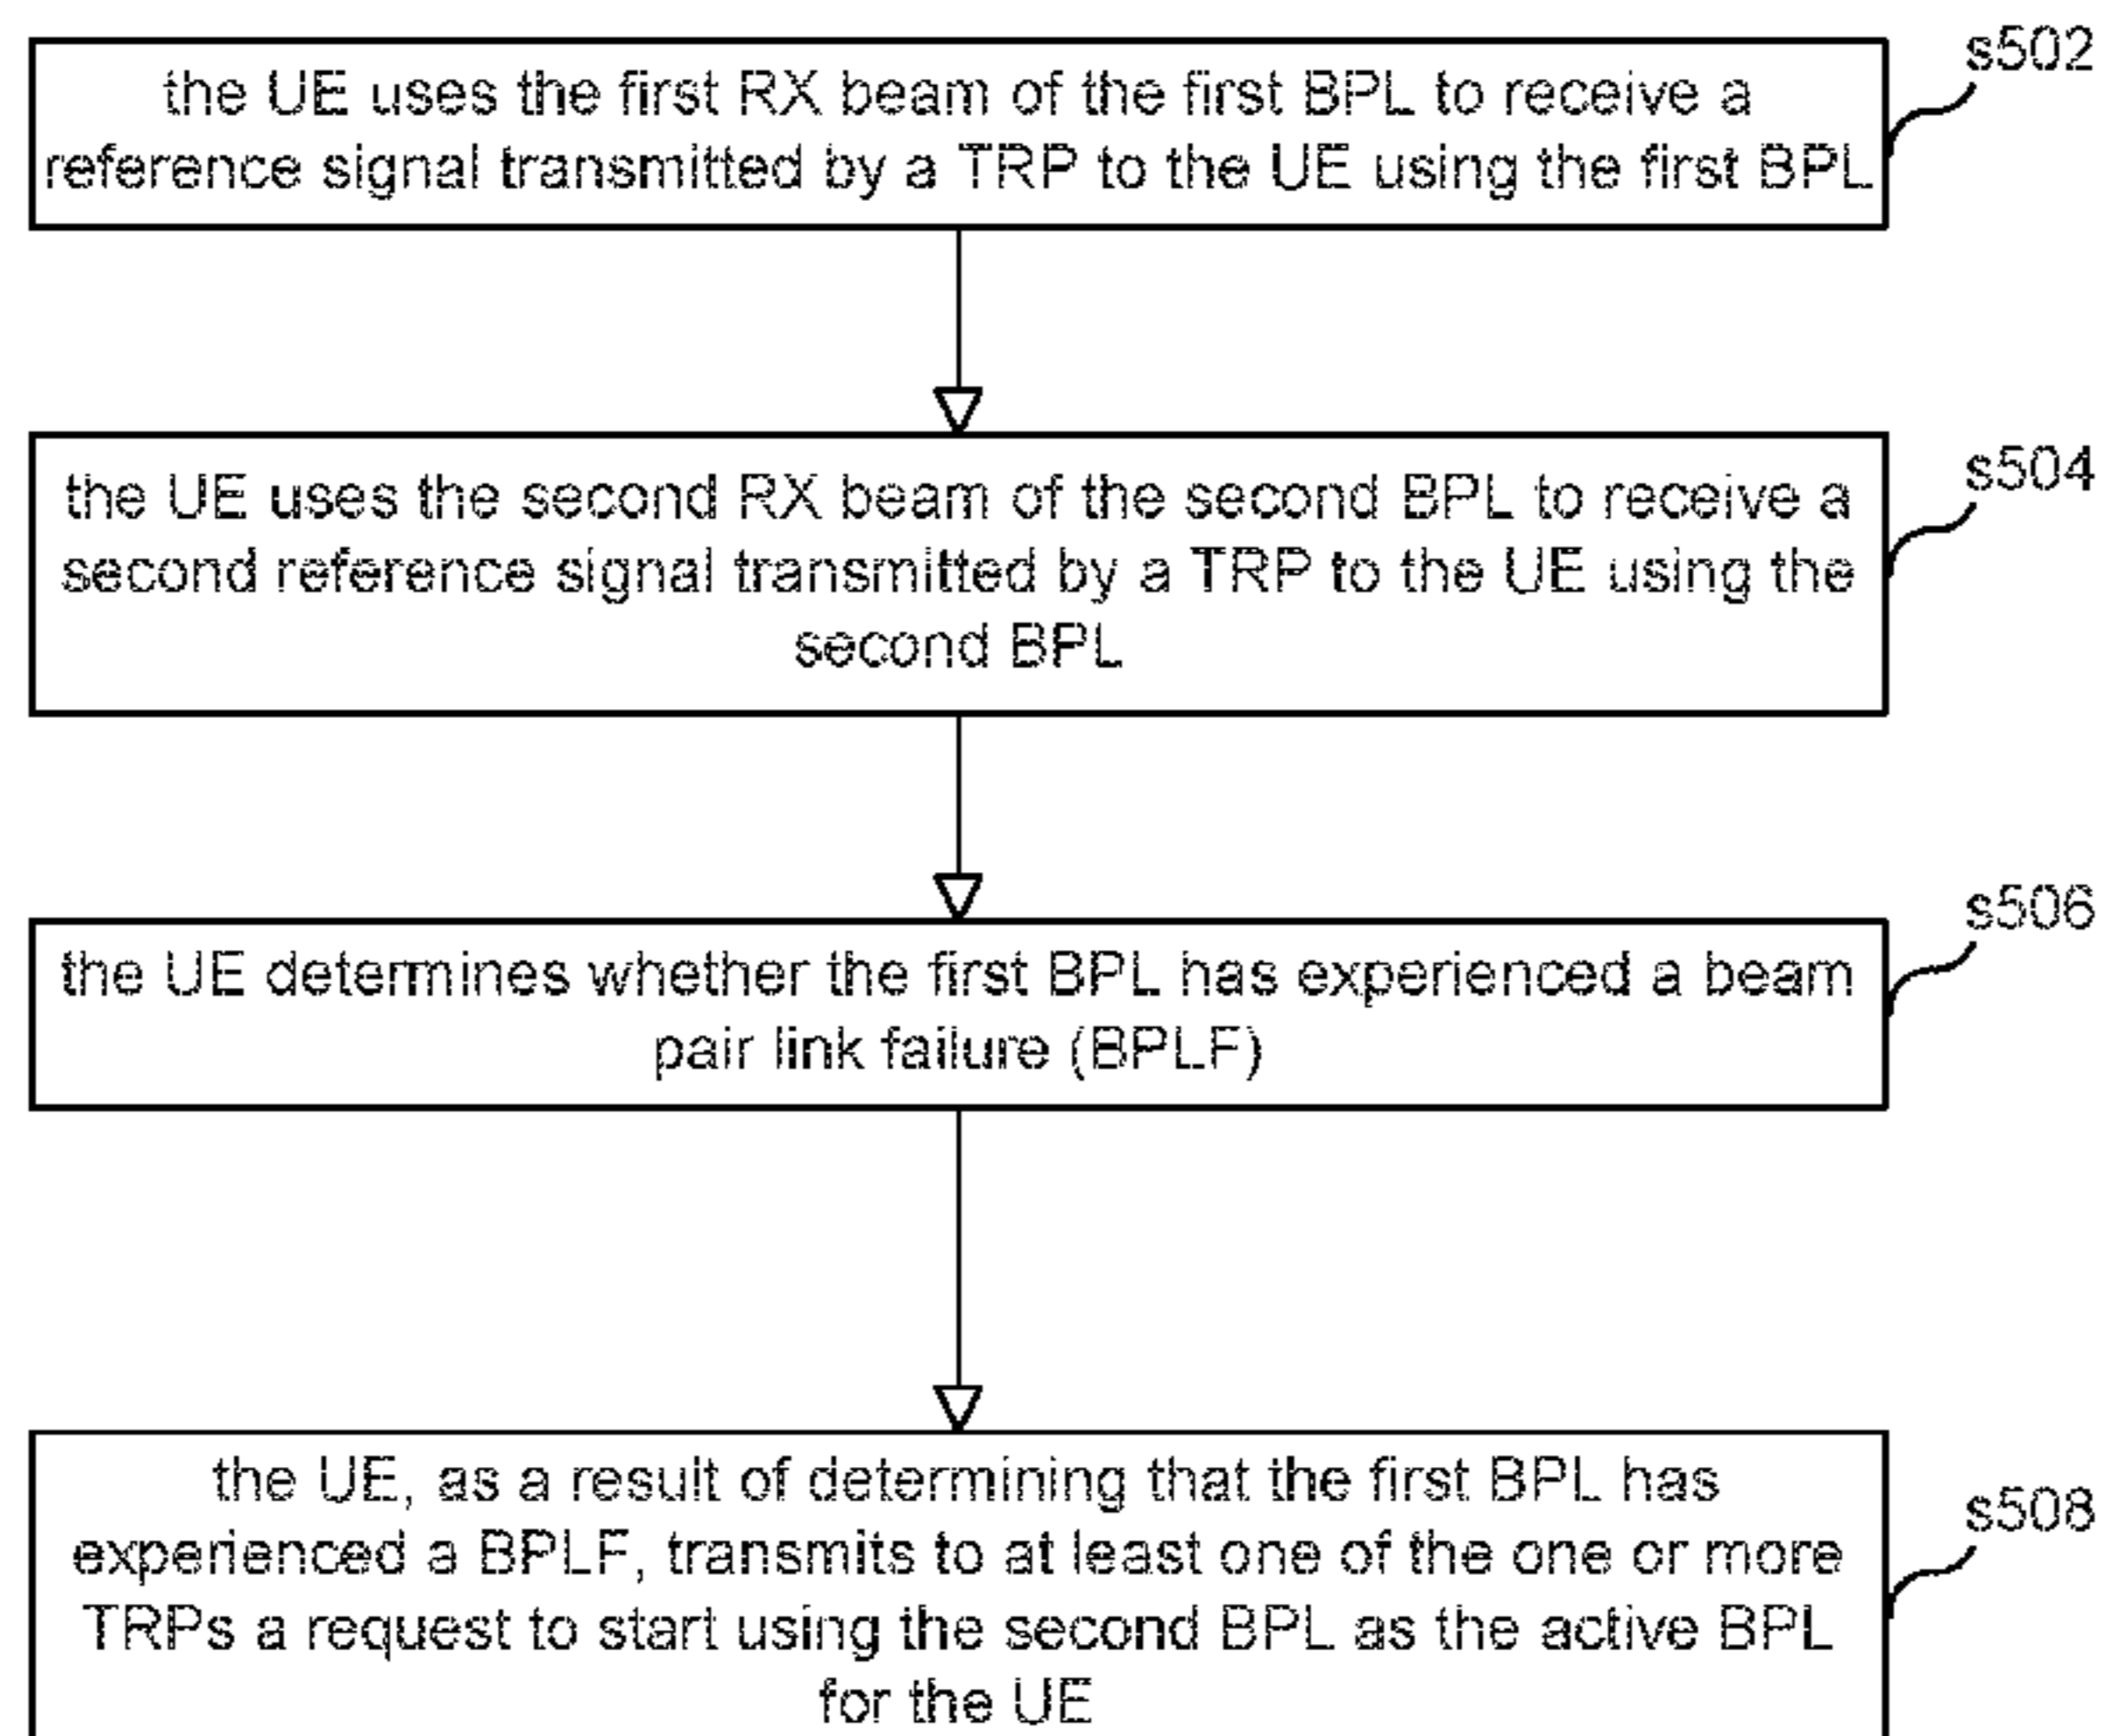 s502
the UE uses the first RX beam of the first BPL to receive a
reference signal transmitted by a TRP to the UE using the first BPL
s504
the UE uses the second RX beam of the second BPL to receive a
second reference signal transmitted by a TRP to the UE using the
second BPL
s506
the UE determines whether the first BPL has experienced a beam
pair link failure (BPLF)
s508
the UE, as a result of determining that the first BPL has
experienced a BPLF, transmits to at least one of the one or more
TRPs a request to start using the second BPL as the active BPL
for the UE